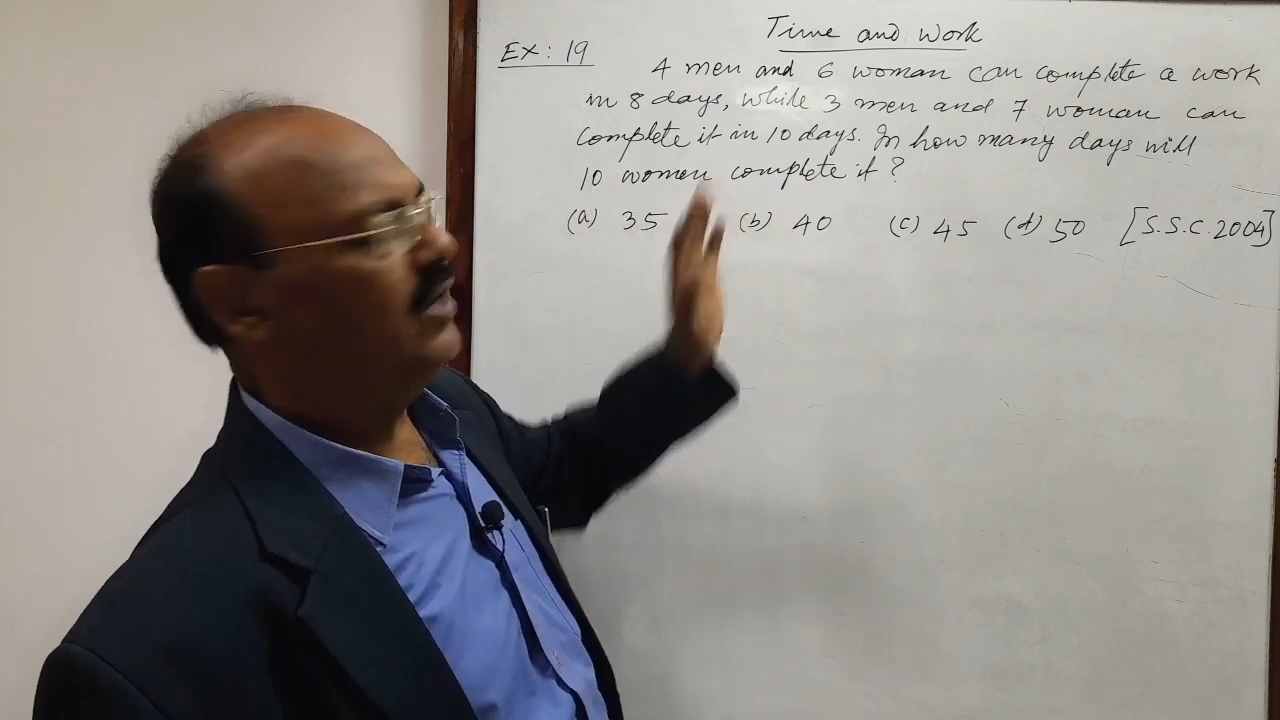 Time and Work
Ex: 19 4 men and 6 woman can complete a work
in 8 days, while 3 men and 7 woman can
complete it in 10 days. In how many days will
10 women complete it?
(a) 35 (b) 40 (c) 45 (d) 50 [S.S.C. 2004]